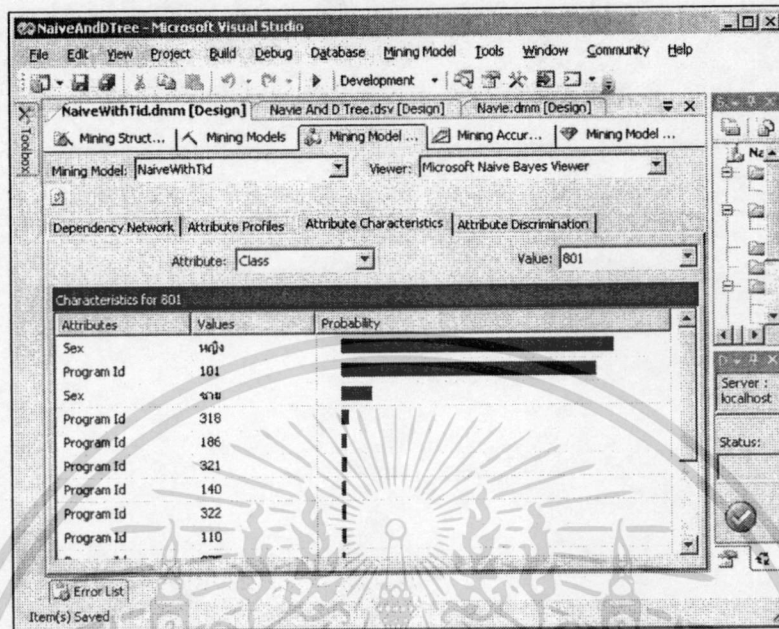 NaiveAndDTree - Microsoft Visual Studio
File Edit View Project Build Debug Database Mining Model Tools Window Community Help
Development
NaiveWithTid.dmm [Design] Navie And D Tree.dsv [Design] Navie.dmm [Design]
Toolbox
Mining Struct... Mining Models Mining Model ... Mining Accur... Mining Model ...
Mining Model: NaiveWithTid Viewer: Microsoft Naive Bayes Viewer
Dependency Network Attribute Profiles Attribute Characteristics Attribute Discrimination
Attribute: Class Value: 801
Characteristics for 801
Attributes Values Probability
Sex หญิง
Program Id 101
Sex ชาย
Program Id 318
Program Id 186
Program Id 321
Program Id 140
Program Id 322
Program Id 110
Server :
localhost
Status:
Error List
Item(s) Saved